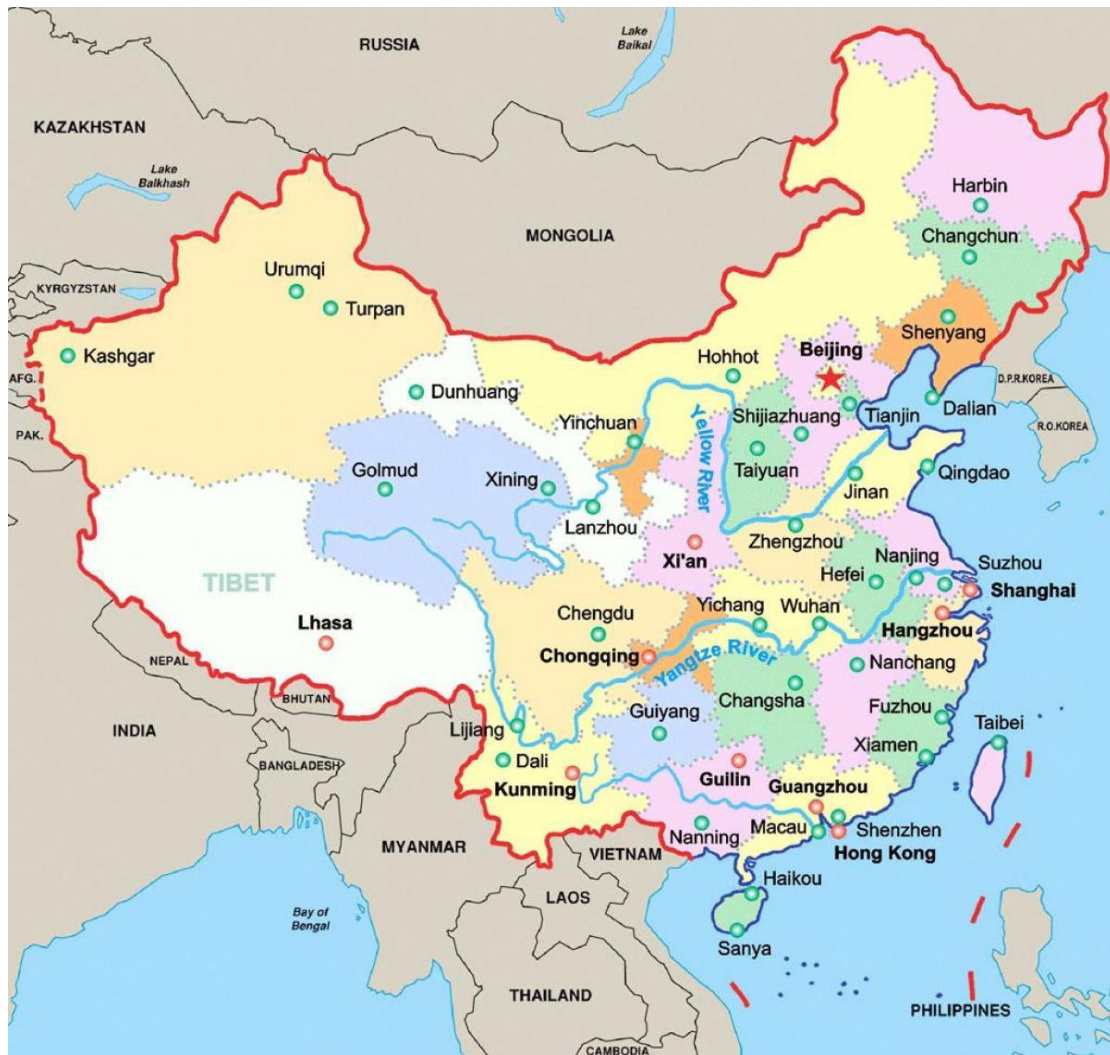 RUSSIA
Lake
Baikal
KAZAKHSTAN
Lake
Balkhash
MONGOLIA
Harbin
Changchun
Urumqi
KYRGYZSTAN
Turpan
Shenyang
Kashgar
Hohhot
Beijing
AFG.
D.P.R.KOREA
Dunhuang
Dalian
Yinchuan
Shijiazhuang
Tianjin
R.O.KOREA
PAK.
Yellow River
Golmud
Xining
Taiyuan
Qingdao
Jinan
Lanzhou
Zhengzhou
Xi'an
Nanjing
Suzhou
TIBET
Hefei
Shanghai
Chengdu
Yichang
Wuhan
Lhasa
Hangzhou
Chongqing
Yangtze River
NEPAL
Nanchang
BHUTAN
Changsha
Guiyang
Fuzhou
INDIA
Lijiang
Taibei
Xiamen
BANGLADESH
Dali
Guilin
Kunming
Guangzhou
Macau
Shenzhen
Nanning
MYANMAR
VIETNAM
Hong Kong
Haikou
LAOS
Bay of
Bengal
Sanya
THAILAND
PHILIPPINES
CAMBODIA